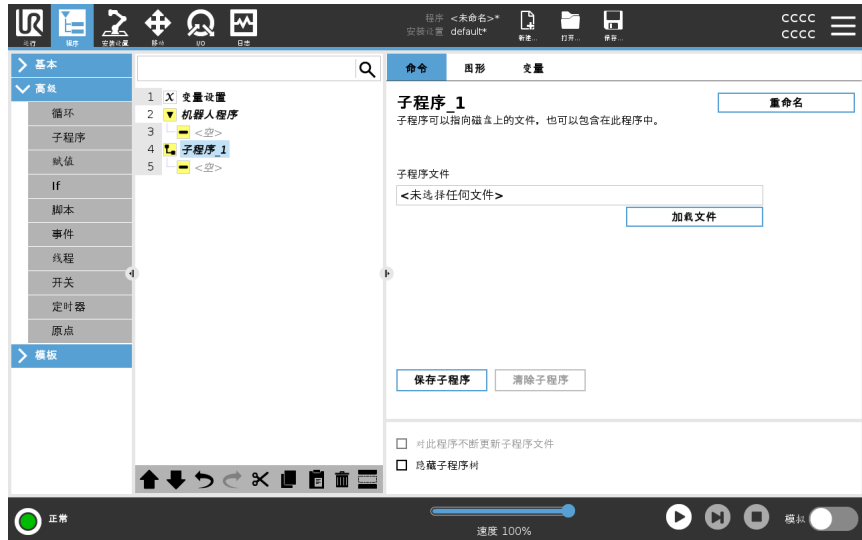 UR
程序 <未命名>*
安装设置 default*
新建... 打开... 保存...
CCCC
CCCC
运行 程序 安装设置 移动 I/O 日志
基本
高级
循环
子程序
赋值
If
脚本
事件
线程
开关
定时器
原点
模板
1 X 变量设置
2 机器人程序
3 <空>
4 子程序_1
5 <空>
命令 图形 变量
子程序_1
重命名
子程序可以指向磁盘上的文件，也可以包含在此程序中。
子程序文件
<未选择任何文件>
加载文件
保存子程序 清除子程序
对此程序不断更新子程序文件
隐藏子程序树
正常
速度 100%
模拟